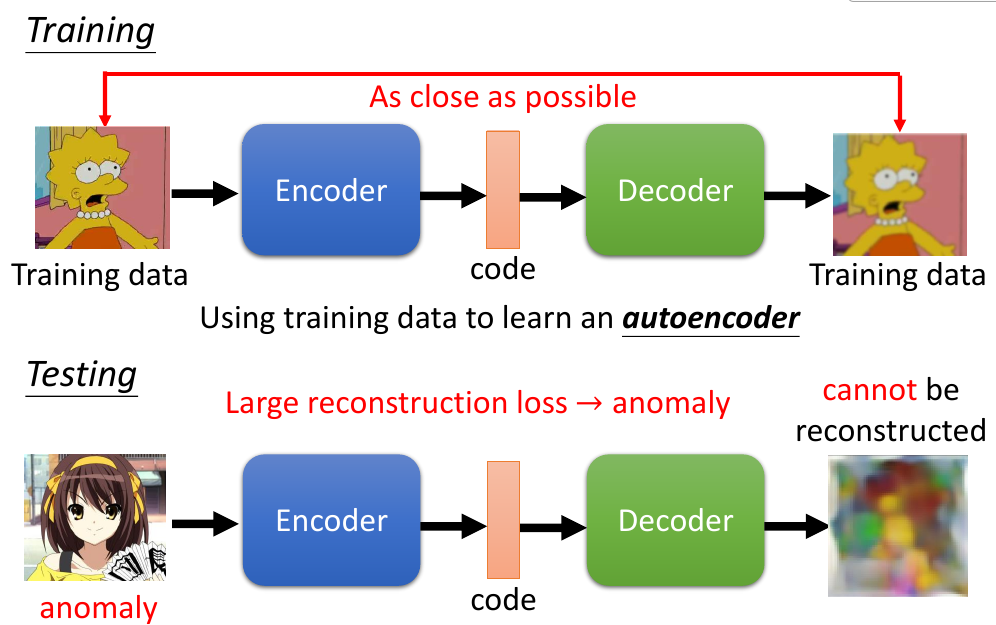 Training
As close as possible
Encoder
Decoder
Training data
code
Training data
Using training data to learn an autoencoder
Testing
Large reconstruction loss → anomaly
cannot be
reconstructed
Encoder
Decoder
anomaly
code